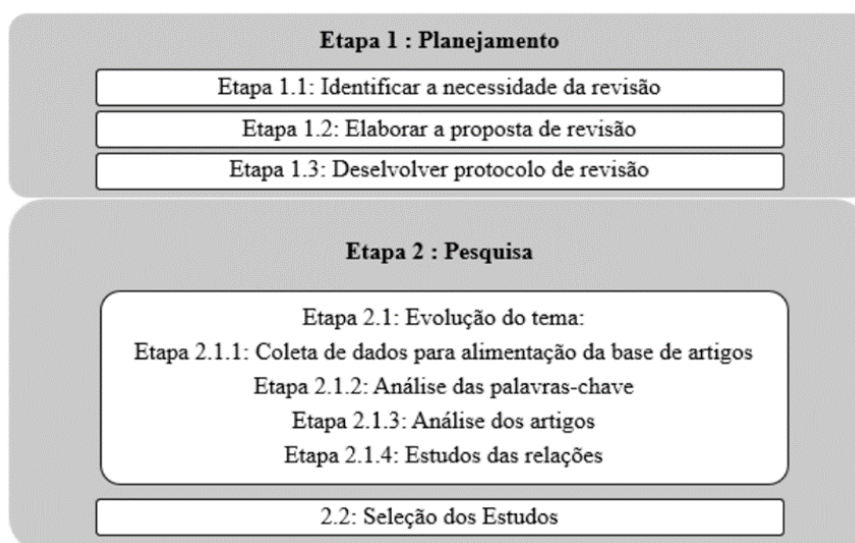 Etapa 1 : Planejamento
Etapa 1.1: Identificar a necessidade da revisão
Etapa 1.2: Elaborar a proposta de revisão
Etapa 1.3: Deselvolver protocolo de revisão
Etapa 2 : Pesquisa
Etapa 2.1: Evolução do tema:
Etapa 2.1.1: Coleta de dados para alimentação da base de artigos
Etapa 2.1.2: Análise das palavras-chave
Etapa 2.1.3: Análise dos artigos
Etapa 2.1.4: Estudos das relações
2.2: Seleção dos Estudos